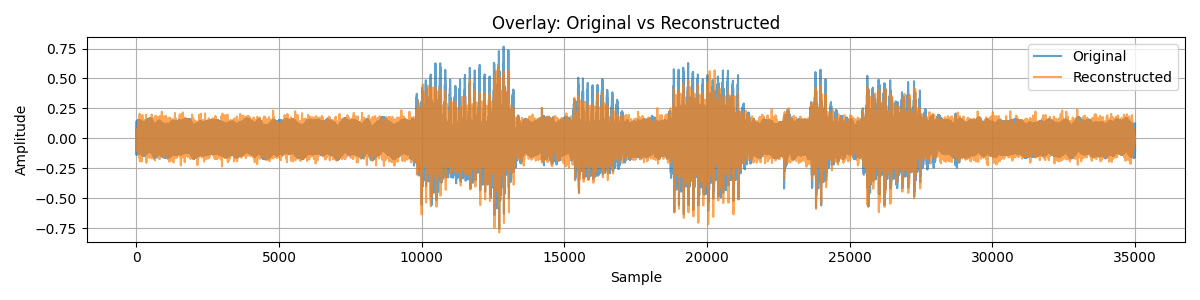 Overlay: Original vs Reconstructed
Original
Reconstructed
Amplitude
0.75
0.50
0.25
0.00
−0.25
−0.50
−0.75
0 5000 10000 15000 20000 25000 30000 35000
Sample